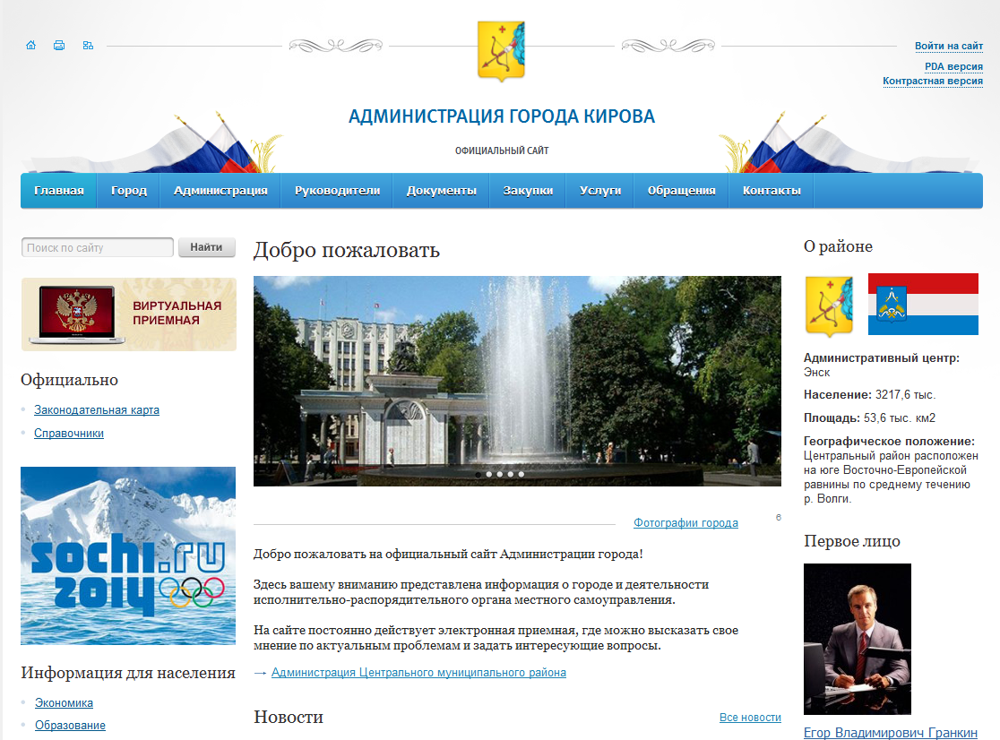 Войти на сайт
PDA версия
Контрастная версия
АДМИНИСТРАЦИЯ ГОРОДА КИРОВА
ОФИЦИАЛЬНЫЙ САЙТ
Главная Город Администрация Руководители Документы Закупки Услуги Обращения Контакты
Поиск по сайту Найти
ВИРТУАЛЬНАЯ
ПРИЕМНАЯ
Официально
Законодательная карта
Справочники
sochi.ru
2014
Информация для населения
Экономика
Образование
Добро пожаловать
Фотографии города
6
Добро пожаловать на официальный сайт Администрации города!
Здесь вашему вниманию представлена информация о городе и деятельности
исполнительно-распорядительного органа местного самоуправления.
На сайте постоянно действует электронная приемная, где можно высказать свое
мнение по актуальным проблемам и задать интересующие вопросы.
→ Администрация Центрального муниципального района
Новости
Все новости
О районе
Административный центр:
Энск
Население: 3217,6 тыс.
Площадь: 53,6 тыс. км2
Географическое положение:
Центральный район расположен
на юге Восточно-Европейской
равнины по среднему течению
р. Волги.
Первое лицо
Егор Владимирович Гранкин